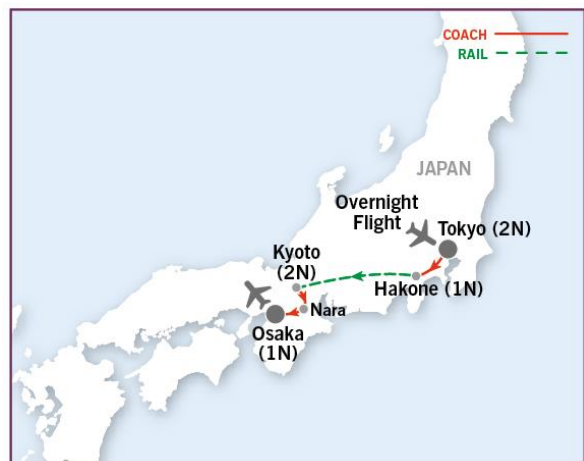 COACH
RAIL
JAPAN
Overnight
Flight
Tokyo (2N)
Kyoto
(2N)
Hakone (1N)
Nara
Osaka
(1N)